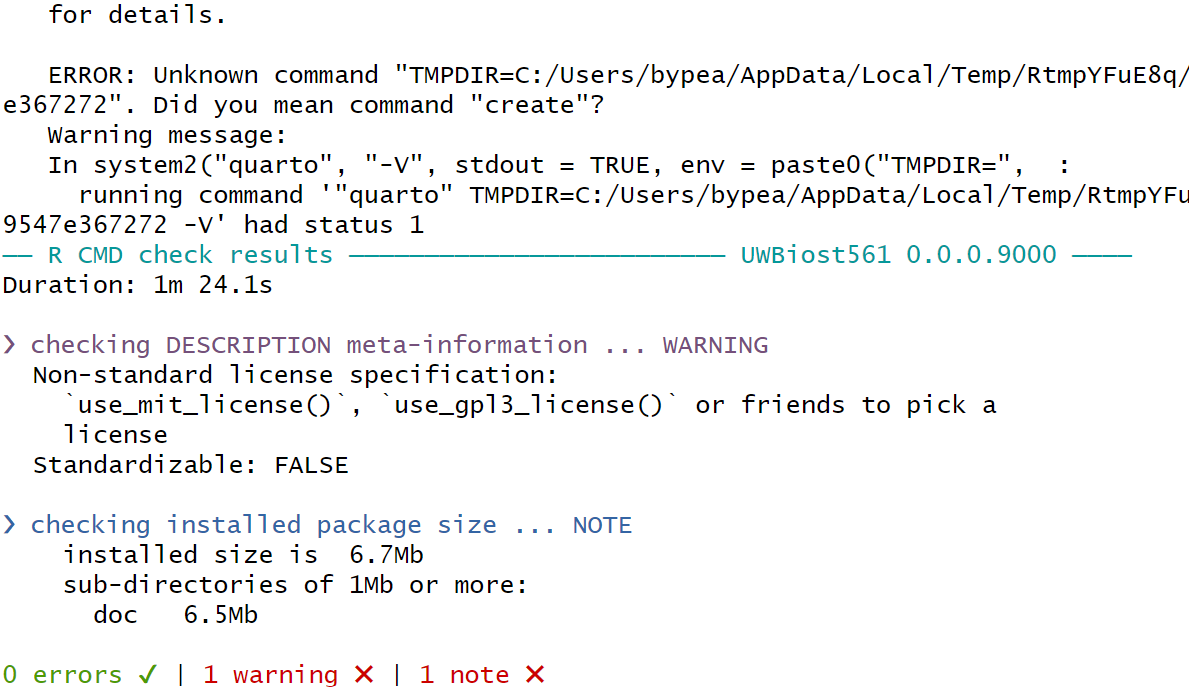 for details.
ERROR: Unknown command "TMPDIR=C:/Users/bypea/AppData/Local/Temp/RtmpYFuE8q/
e367272". Did you mean command "create"?
Warning message:
In system2("quarto", "-V", stdout = TRUE, env = paste0("TMPDIR=",  :
running command '"quarto" TMPDIR=C:/Users/bypea/AppData/Local/Temp/RtmpYFu
9547e367272 -V' had status 1
── R CMD check results ───────────────────────── UWBiost561 0.0.0.9000 ────
Duration: 1m 24.1s
❯ checking DESCRIPTION meta-information ... WARNING
Non-standard license specification:
`use_mit_license()`, `use_gpl3_license()` or friends to pick a
license
Standardizable: FALSE
❯ checking installed package size ... NOTE
installed size is  6.7Mb
sub-directories of 1Mb or more:
doc   6.5Mb
0 errors ✔ | 1 warning ✖ | 1 note ✖